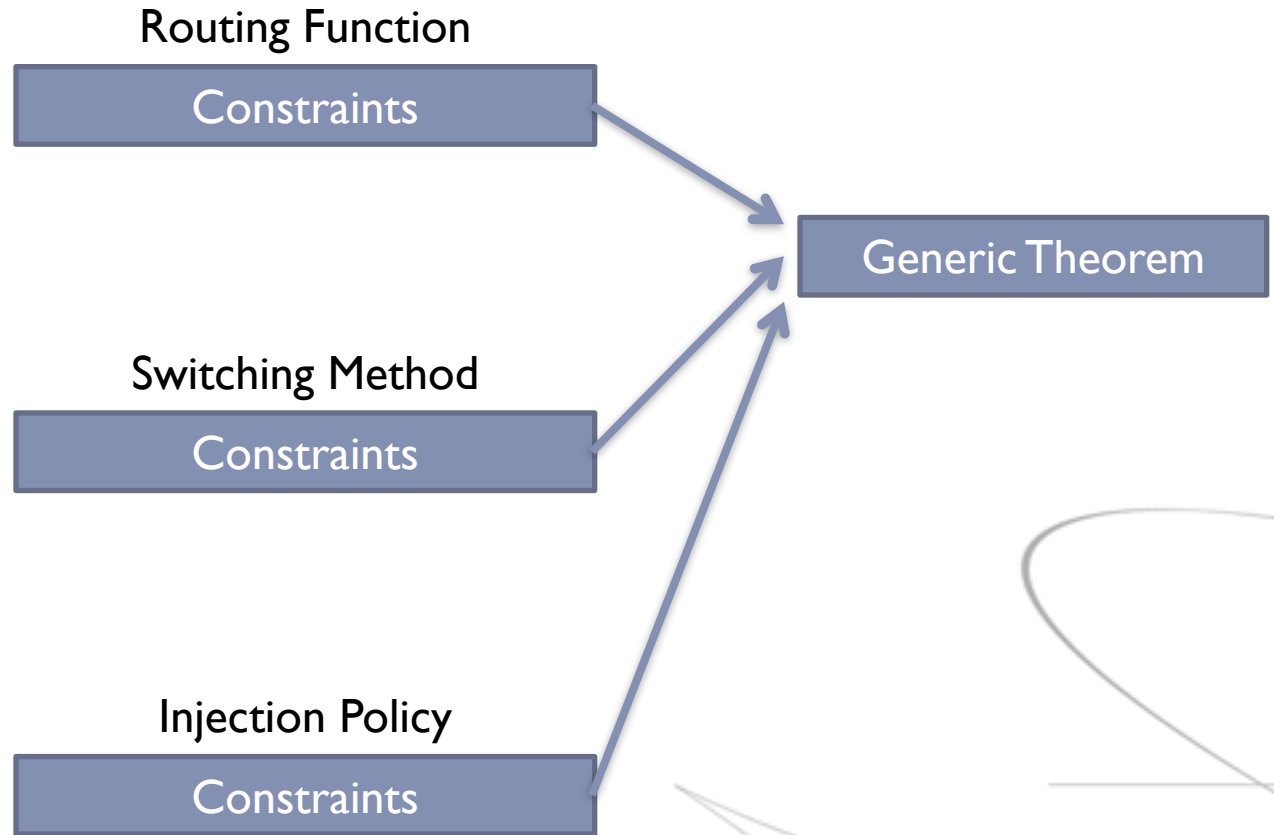 Routing Function
Constraints
Generic Theorem
Switching Method
Constraints
Injection Policy
Constraints